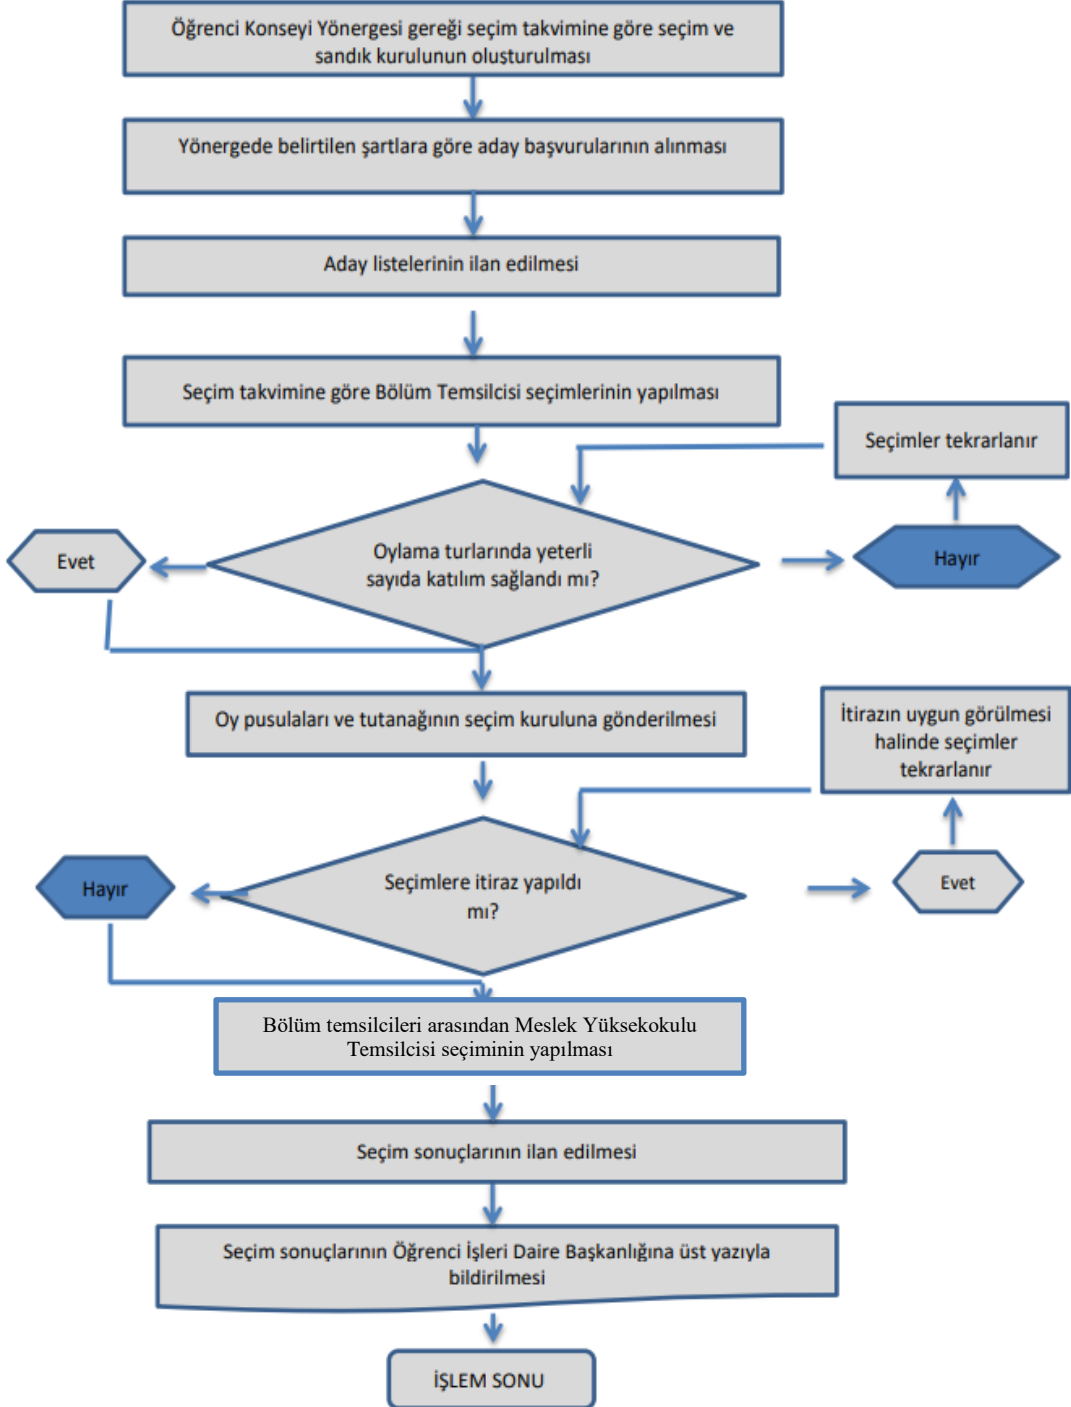 Öğrenci Konseyi Yönergesi gereği seçim takvimine göre seçim ve
sandık kurulunun oluşturulması
Yönergede belirtilen şartlara göre aday başvurularının alınması
Aday listelerinin ilan edilmesi
Seçim takvimine göre Bölüm Temsilcisi seçimlerinin yapılması
Seçimler tekrarlanır
Oylama turlarında yeterli
sayıda katılım sağlandı mı?
Evet
Hayır
Oy pusulaları ve tutanağının seçim kuruluna gönderilmesi
İtirazın uygun görülmesi
halinde seçimler
tekrarlanır
Seçimlere itiraz yapıldı
mı?
Hayır
Evet
Bölüm temsilcileri arasından Meslek Yüksekokulu
Temsilcisi seçiminin yapılması
Seçim sonuçlarının ilan edilmesi
Seçim sonuçlarının Öğrenci İşleri Daire Başkanlığına üst yazıyla
bildirilmesi
İŞLEM SONU